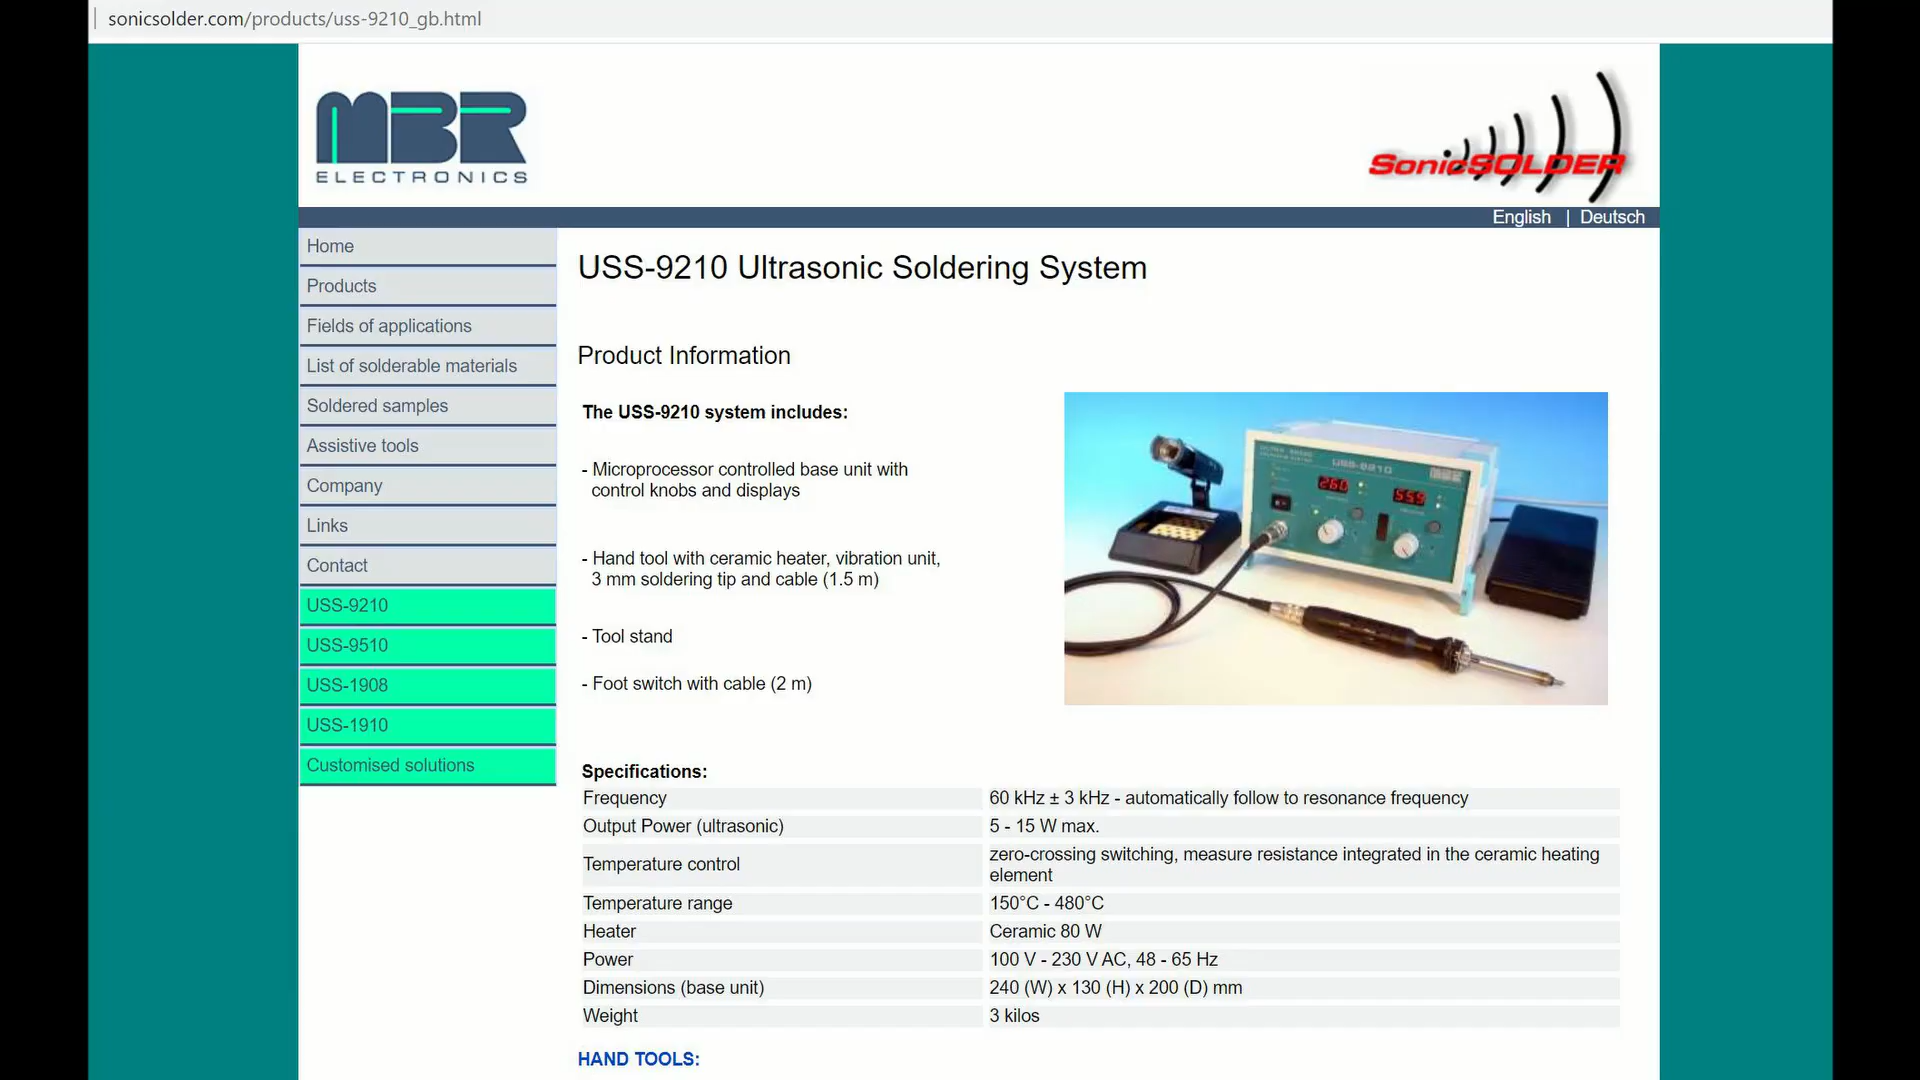 sonicsolder.com/products/uss-9210_gb.html
MBR
ELECTRONICS
SonicSOLDER
English | Deutsch
Home
Products
Fields of applications
List of solderable materials
Soldered samples
Assistive tools
Company
Links
Contact
USS-9210
USS-9510
USS-1908
USS-1910
Customised solutions
USS-9210 Ultrasonic Soldering System
Product Information
The USS-9210 system includes:
- Microprocessor controlled base unit with
control knobs and displays
- Hand tool with ceramic heater, vibration unit,
3 mm soldering tip and cable (1.5 m)
- Tool stand
- Foot switch with cable (2 m)
USS-9210
260
559
Specifications:
Frequency 60 kHz ± 3 kHz - automatically follow to resonance frequency
Output Power (ultrasonic) 5 - 15 W max.
Temperature control zero-crossing switching, measure resistance integrated in the ceramic heating
element
Temperature range 150°C - 480°C
Heater Ceramic 80 W
Power 100 V - 230 V AC, 48 - 65 Hz
Dimensions (base unit) 240 (W) x 130 (H) x 200 (D) mm
Weight 3 kilos
HAND TOOLS: